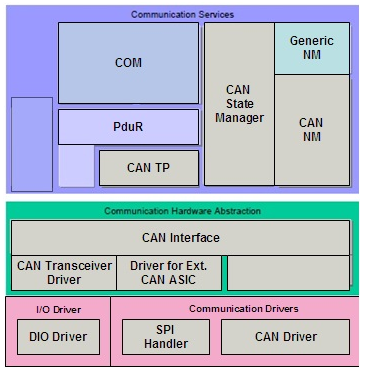 Communication Services
COM
CAN
State
Manager
Generic
NM
PduR
CAN
NM
CAN TP
Communication Hardware Abstraction
CAN Interface
CAN Transceiver
Driver
Driver for Ext.
CAN ASIC
I/O Driver
Communication Drivers
DIO Driver
SPI
Handler
CAN Driver